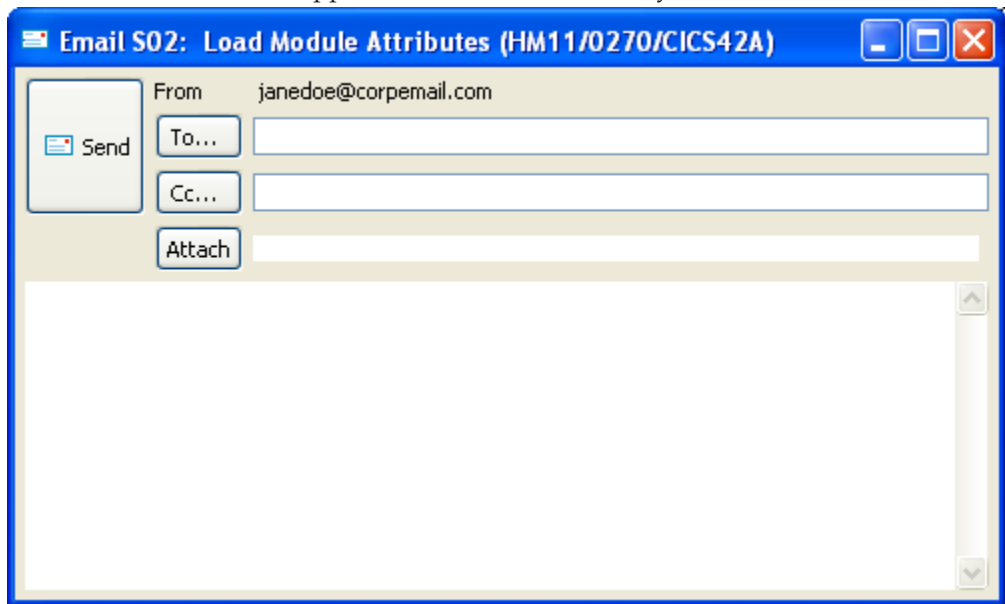 Email S02: Load Module Attributes (HM11/0270/CICS42A)
From janedoe@corpemail.com
Send
To...
Cc...
Attach